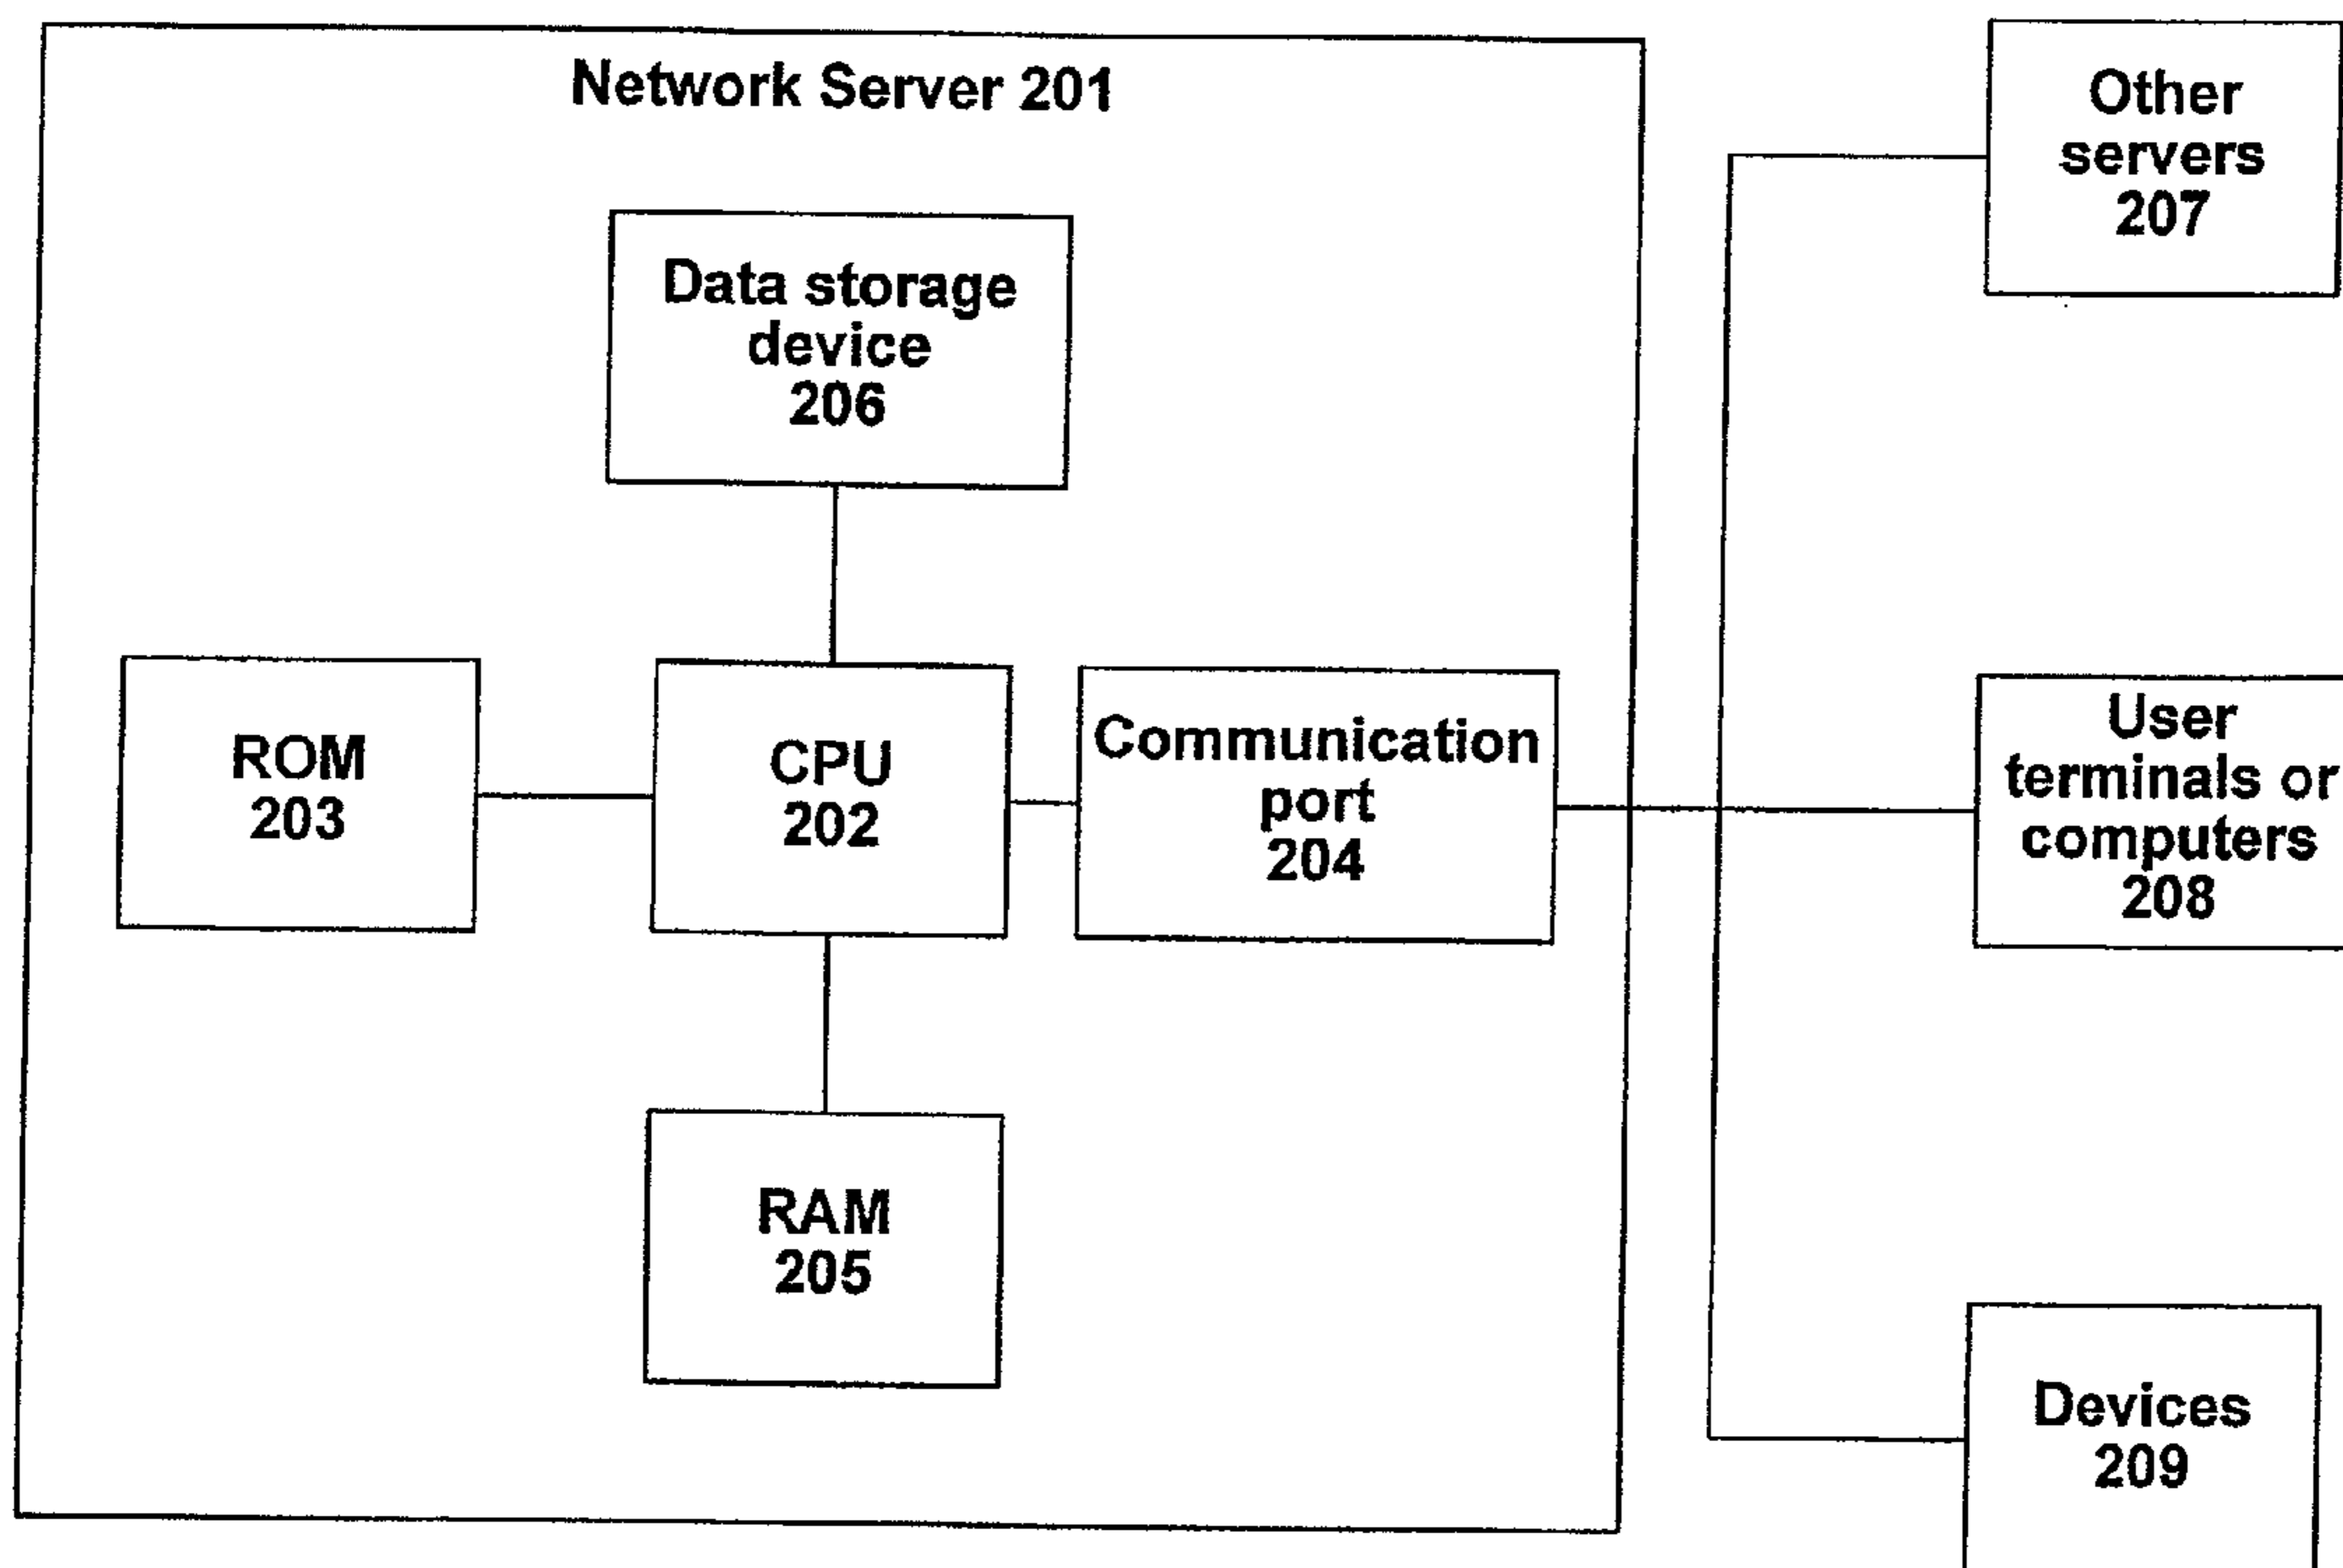 Network Server 201
Other
servers
207
Data storage
device
206
ROM
203
CPU
202
Communication
port
204
User
terminals or
computers
208
RAM
205
Devices
209